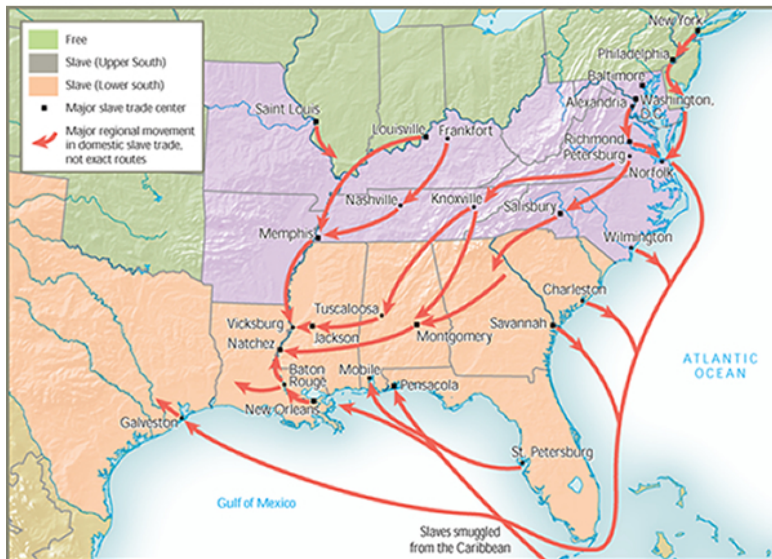 Free
Slave (Upper South)
Slave (Lower south)
Major slave trade center
Major regional movement
in domestic slave trade,
not exact routes
New York
Philadelphia
Baltimore
Alexandria
Washington,
D.C.
Saint Louis
Louisville
Frankfort
Richmond
Petersburg
Norfolk
Nashville
Knoxville
Salisbury
Memphis
Wilmington
Charleston
Tuscaloosa
Vicksburg
Jackson
Montgomery
Savannah
Natchez
ATLANTIC
OCEAN
Baton
Rouge
Mobile
Pensacola
New Orleans
Galveston
St. Petersburg
Gulf of Mexico
Slaves smuggled
from the Caribbean